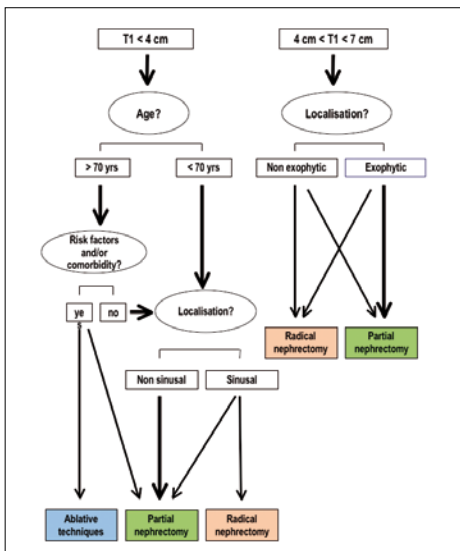 T1 < 4 cm
4 cm < T1 < 7 cm
Age?
Localisation?
> 70 yrs
< 70 yrs
Non exophytic
Exophytic
Risk factors
and/or
comorbidity?
ye
s
no
Localisation?
Radical
nephrectomy
Partial
nephrectomy
Non sinusal
Sinusal
Ablative
techniques
Partial
nephrectomy
Radical
nephrectomy